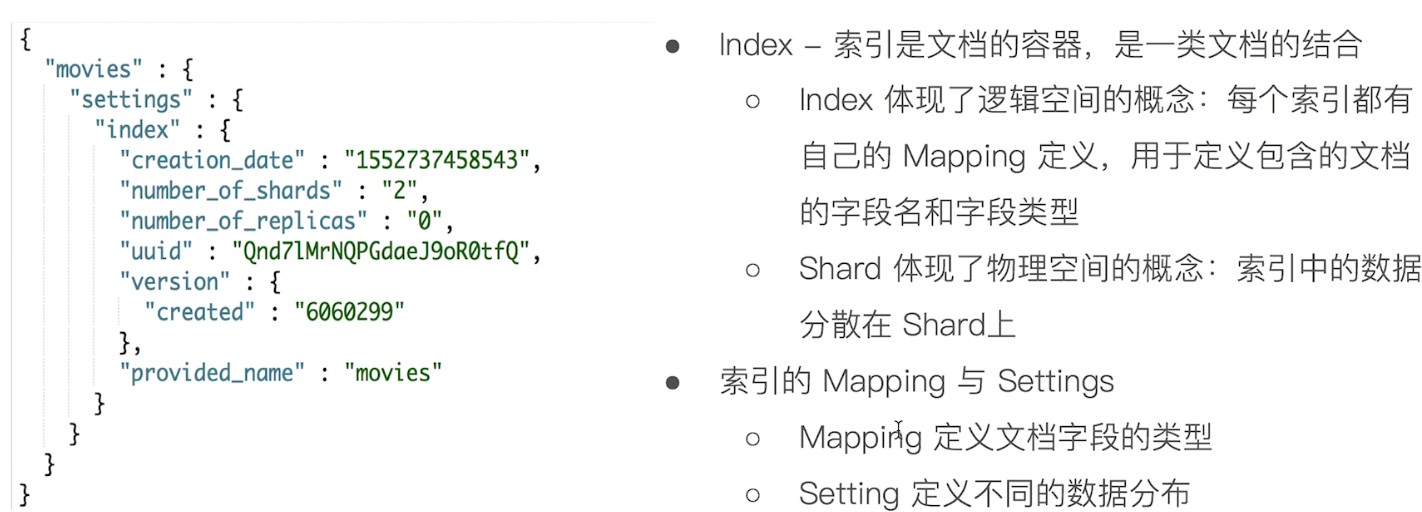 {
"movies" : {
"settings" : {
"index" : {
"creation_date" : "1552737458543",
"number_of_shards" : "2",
"number_of_replicas" : "0",
"uuid" : "Qnd7lMrNQPGdaeJ9oR0tfQ",
"version" : {
"created" : "6060299"
},
"provided_name" : "movies"
}
}
}
}
● Index – 索引是文档的容器，是一类文档的结合
○ Index 体现了逻辑空间的概念：每个索引都有
自己的 Mapping 定义，用于定义包含的文档
的字段名和字段类型
○ Shard 体现了物理空间的概念：索引中的数据
分散在 Shard上
● 索引的 Mapping 与 Settings
○ Mapping 定义文档字段的类型
○ Setting 定义不同的数据分布